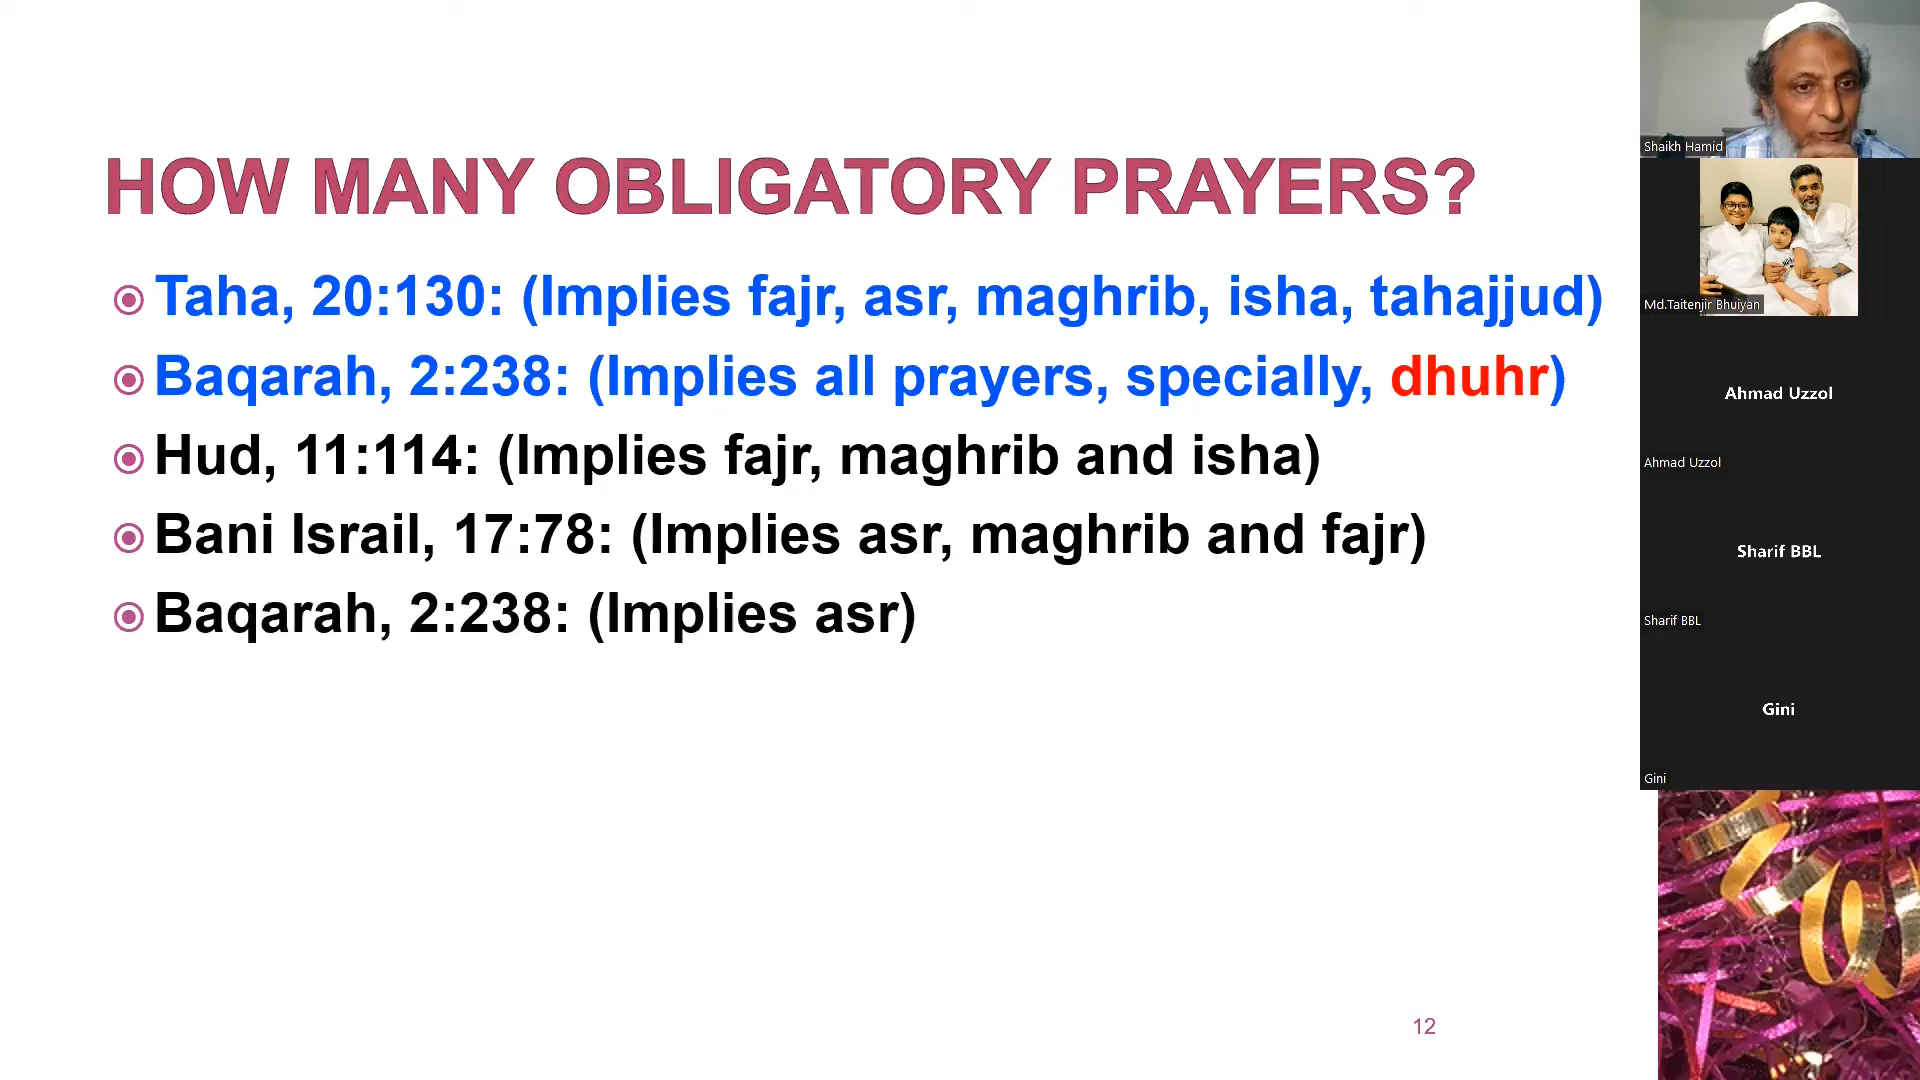 HOW MANY OBLIGATORY PRAYERS?
Taha, 20:130: (Implies fajr, asr, maghrib, isha, tahajjud)
Baqarah, 2:238: (Implies all prayers, specially, dhuhr)
Hud, 11:114: (Implies fajr, maghrib and isha)
Bani Israil, 17:78: (Implies asr, maghrib and fajr)
Baqarah, 2:238: (Implies asr)
12
Shaikh Hamid
Md.Taitenjir Bhuiyan
Ahmad Uzzol
Ahmad Uzzol
Sharif BBL
Sharif BBL
Gini
Gini